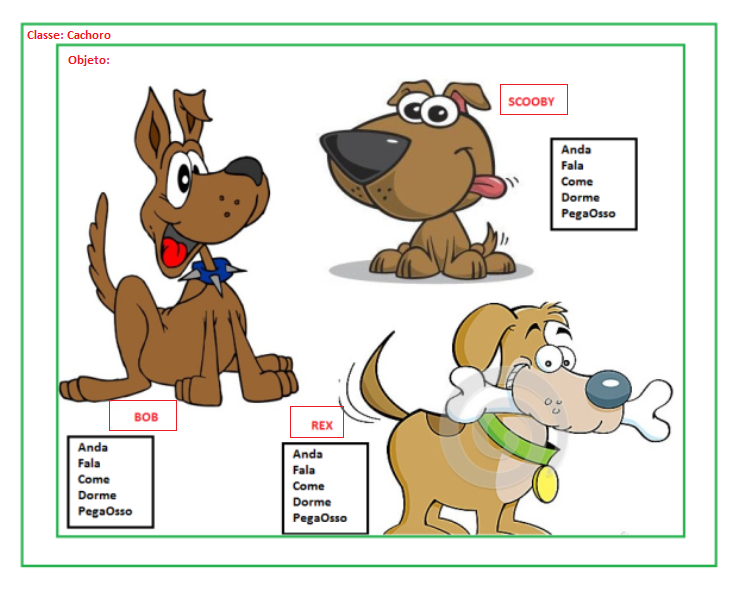 Classe: Cachoro
Objeto:
SCOOBY
Anda
Fala
Come
Dorme
PegaOsso
BOB
Anda
Fala
Come
Dorme
PegaOsso
REX
Anda
Fala
Come
Dorme
PegaOsso